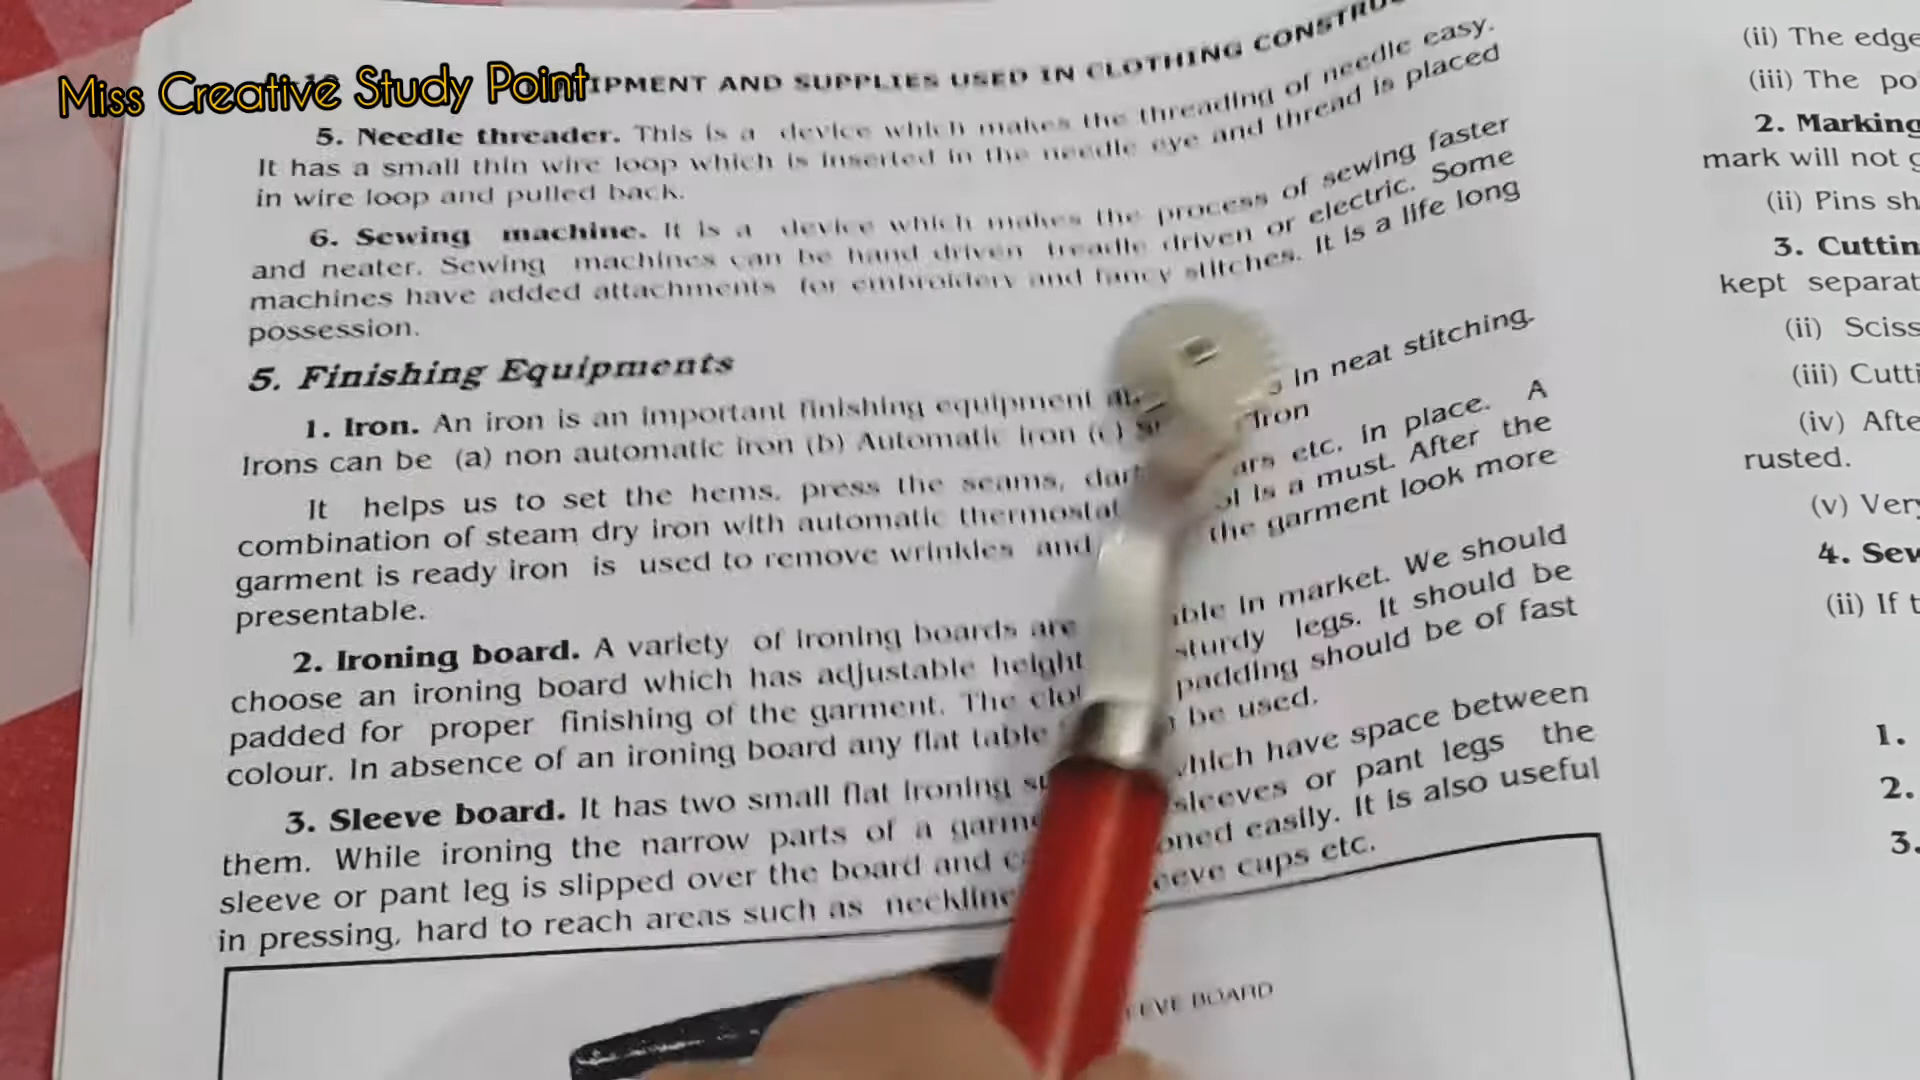 Miss Creative Study Point
IPMENT AND SUPPLIES USED IN CLOTHING CONSTRU
5. Needle threader. This is a device which makes the threading of needle easy.
It has a small thin wire loop which is inserted in the needle eye and thread is placed
in wire loop and pulled back.
6. Sewing machine. It is a device which makes the process of sewing faster
and neater. Sewing machines can be hand driven treadle driven or electric. Some
machines have added attachments for embroidery and fancy stitches. It is a life long
possession.
5. Finishing Equipments
1. Iron. An iron is an important finishing equipment in neat stitching.
Irons can be (a) non automatic iron (b) Automatic iron (c) Iron
It helps us to set the hems, press the seams, dart ars etc. in place. A
combination of steam dry iron with automatic thermostat is a must. After the
garment is ready iron is used to remove wrinkles and the garment look more
presentable.
2. Ironing board. A variety of ironing boards are able in market. We should
choose an ironing board which has adjustable height sturdy legs. It should be
padded for proper finishing of the garment. The clo padding should be of fast
colour. In absence of an ironing board any flat table be used.
3. Sleeve board. It has two small flat ironing su which have space between
them. While ironing the narrow parts of a garme sleeves or pant legs the
sleeve or pant leg is slipped over the board and c oned easily. It is also useful
in pressing, hard to reach areas such as neckline eeve cups etc.
EVE BOARD
(ii) The edge
(iii) The po
2. Marking
mark will not g
(ii) Pins sh
3. Cuttin
kept separat
(ii) Sciss
(iii) Cutti
(iv) Afte
rusted.
(v) Very
4. Sew
(ii) If t
1.
2.
3.